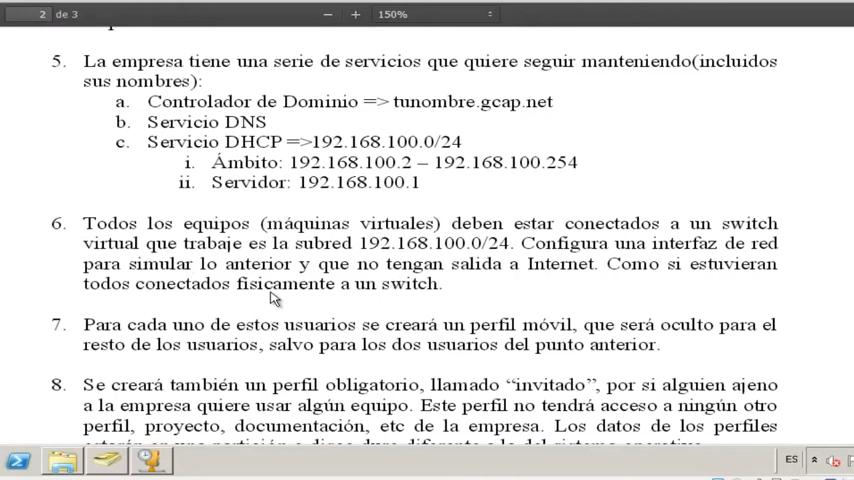 2 de 3 150%
5. La empresa tiene una serie de servicios que quiere seguir manteniendo(incluidos
sus nombres):
a. Controlador de Dominio => tunombre.gcap.net
b. Servicio DNS
c. Servicio DHCP =>192.168.100.0/24
i. Ámbito: 192.168.100.2 – 192.168.100.254
ii. Servidor: 192.168.100.1
6. Todos los equipos (máquinas virtuales) deben estar conectados a un switch
virtual que trabaje es la subred 192.168.100.0/24. Configura una interfaz de red
para simular lo anterior y que no tengan salida a Internet. Como si estuvieran
todos conectados físicamente a un switch.
7. Para cada uno de estos usuarios se creará un perfil móvil, que será oculto para el
resto de los usuarios, salvo para los dos usuarios del punto anterior.
8. Se creará también un perfil obligatorio, llamado “invitado”, por si alguien ajeno
a la empresa quiere usar algún equipo. Este perfil no tendrá acceso a ningún otro
perfil, proyecto, documentación, etc de la empresa. Los datos de los perfiles
ES